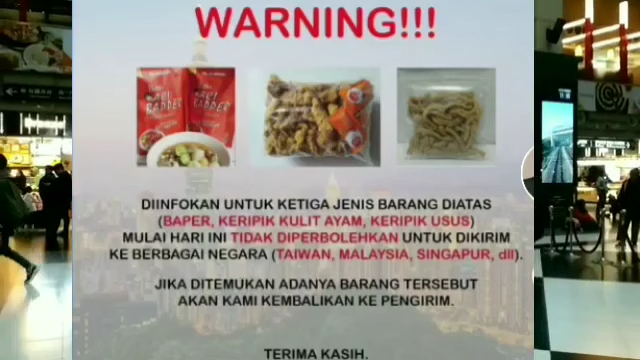 WARNING!!!
BADPER
BADPER
DIINFOKAN UNTUK KETIGA JENIS BARANG DIATAS
(BAPER, KERIPIK KULIT AYAM, KERIPIK USUS)
MULAI HARI INI TIDAK DIPERBOLEHKAN UNTUK DIKIRIM
KE BERBAGAI NEGARA (TAIWAN, MALAYSIA, SINGAPUR, dll).
JIKA DITEMUKAN ADANYA BARANG TERSEBUT
AKAN KAMI KEMBALIKAN KE PENGIRIM.
TERIMA KASIH.